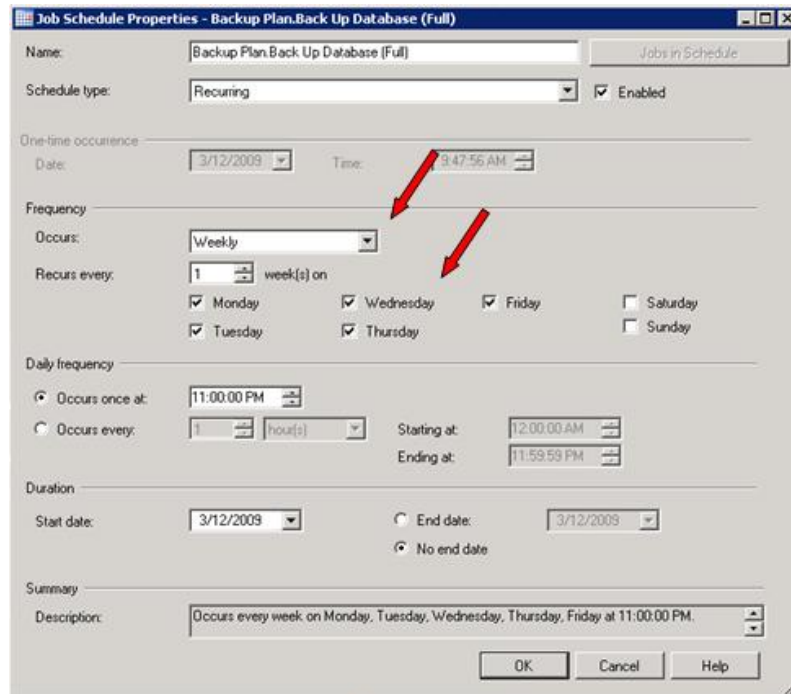 Job Schedule Properties - Backup Plan.Back Up Database (Full)
Name: Backup Plan.Back Up Database (Full) Jobs in Schedule
Schedule type: Recurring Enabled
One-time occurrence
Date: 3/12/2009 Time: 9:47:56 AM
Frequency
Occurs: Weekly
Recurs every: 1 week(s) on
Monday Wednesday Friday Saturday
Tuesday Thursday Sunday
Daily frequency
Occurs once at: 11:00:00 PM
Occurs every: 1 hour(s) Starting at: 12:00:00 AM
Ending at: 11:59:59 PM
Duration
Start date: 3/12/2009 End date: 3/12/2009
No end date
Summary
Description: Occurs every week on Monday, Tuesday, Wednesday, Thursday, Friday at 11:00:00 PM.
OK Cancel Help